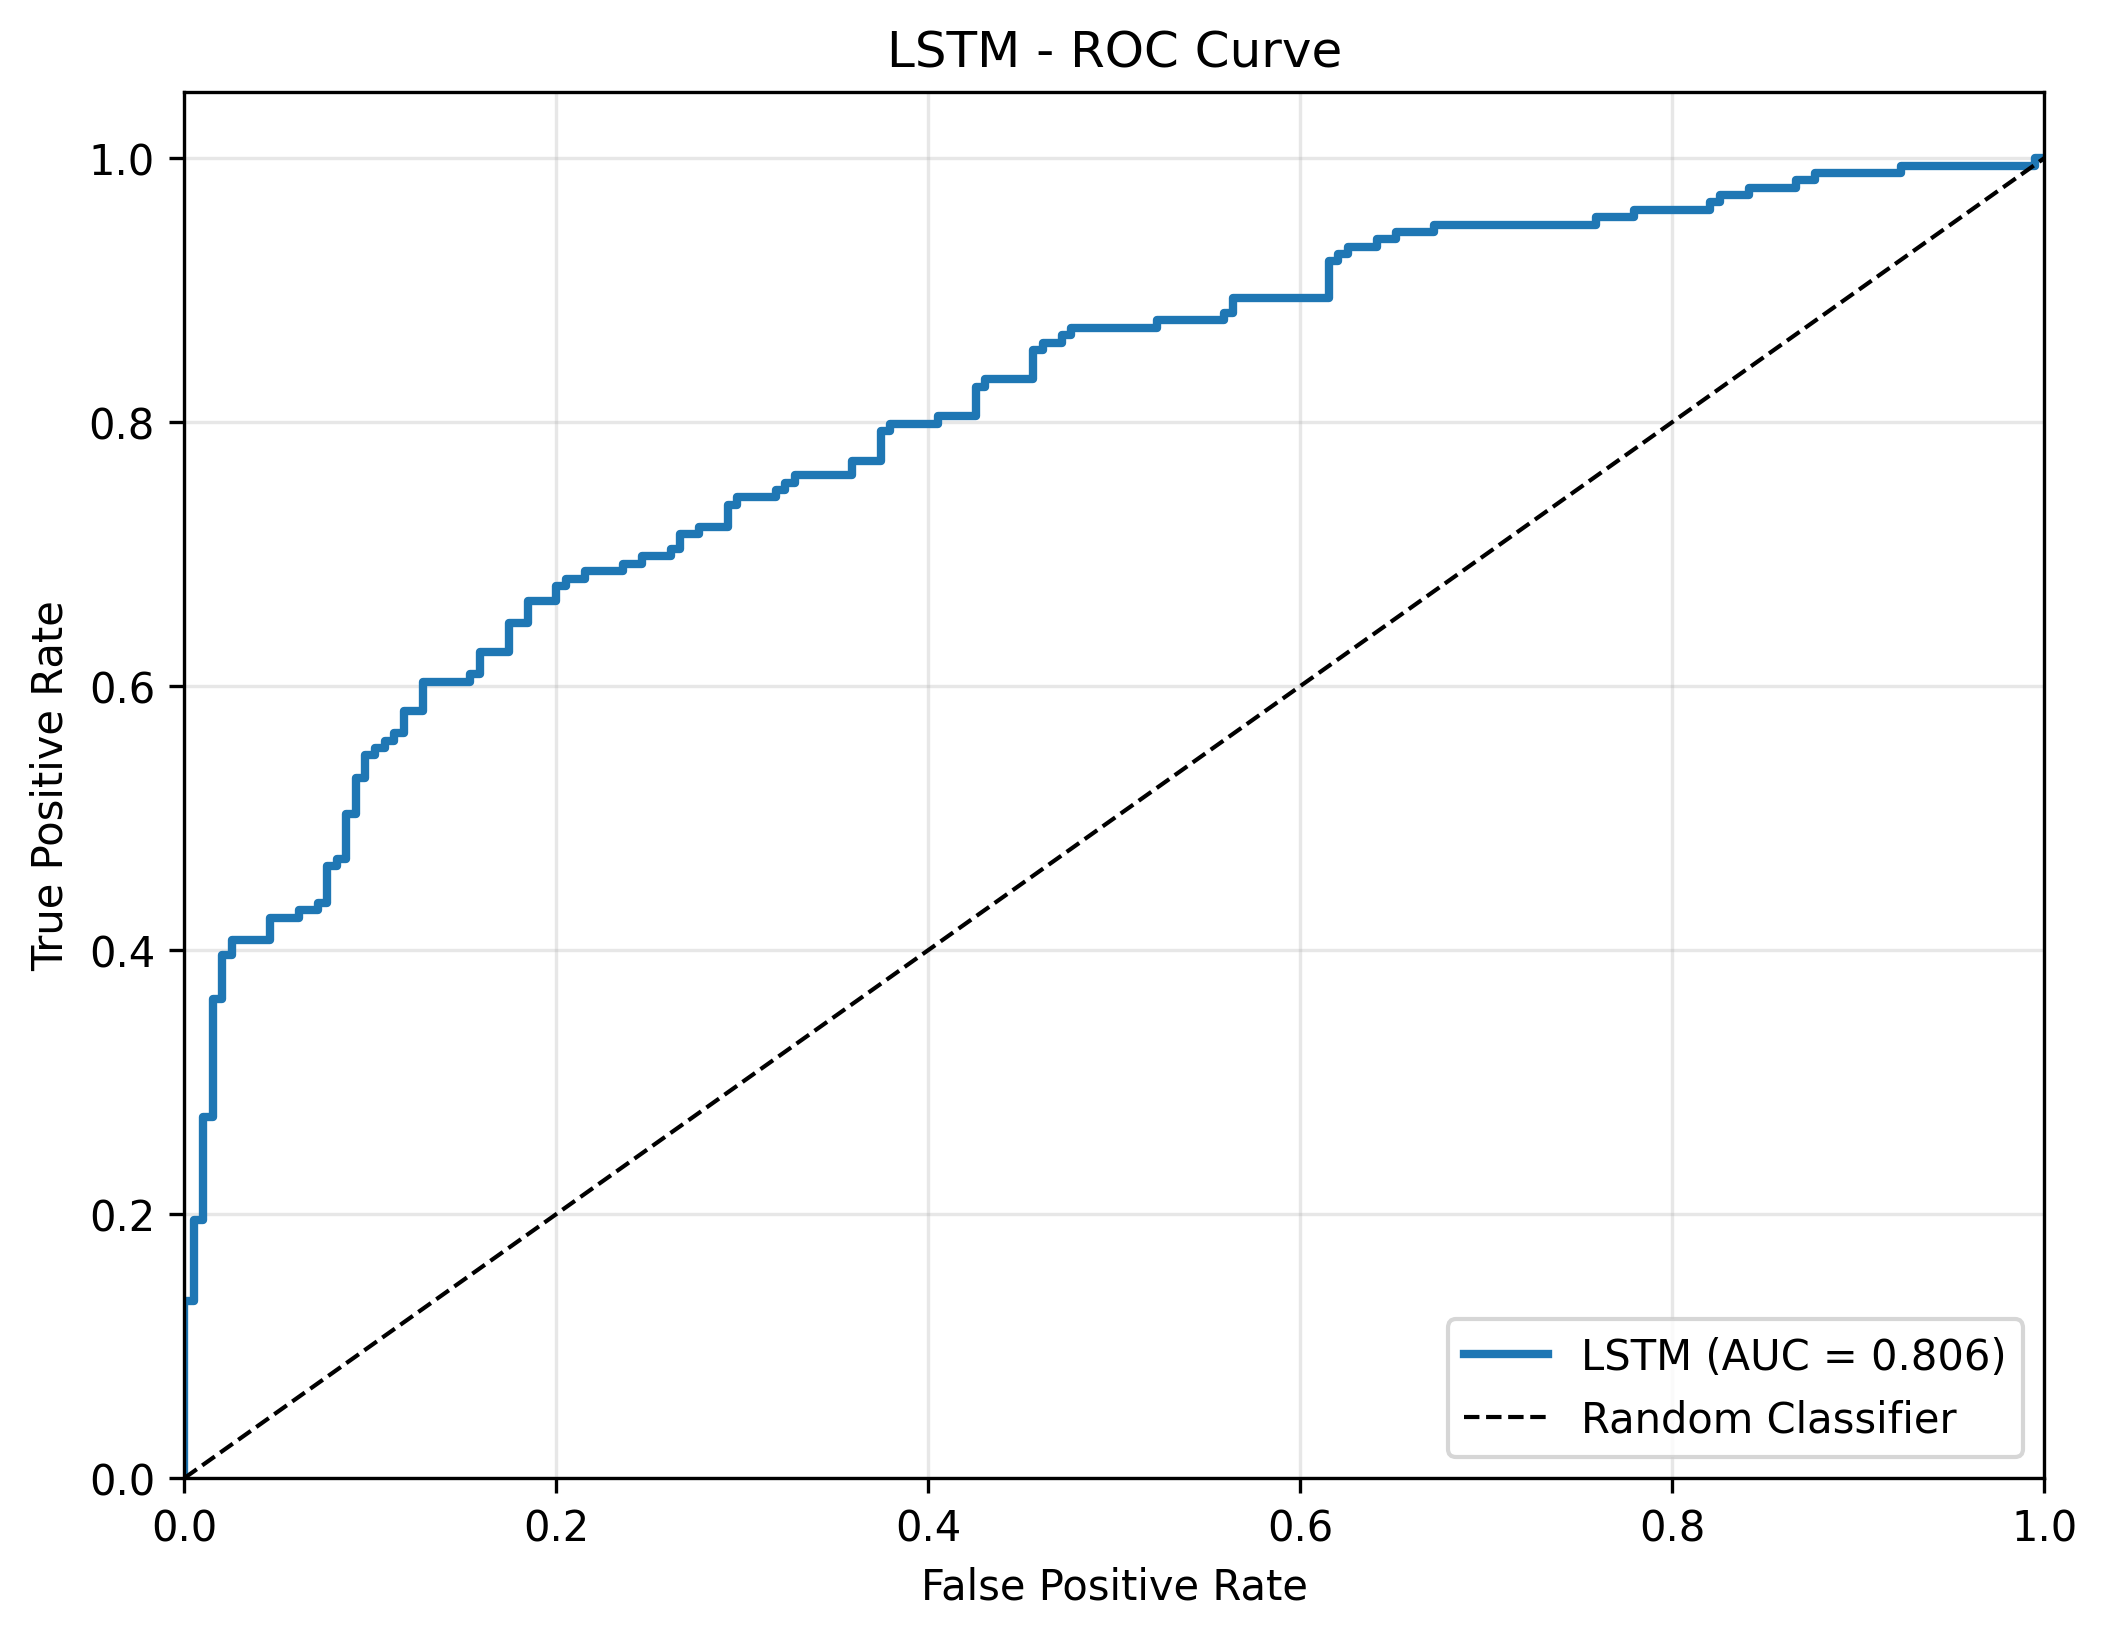 LSTM - ROC Curve
1.0
0.8
0.6
0.4
0.2
0.0
True Positive Rate
0.0 0.2 0.4 0.6 0.8 1.0
False Positive Rate
LSTM (AUC = 0.806)
Random Classifier